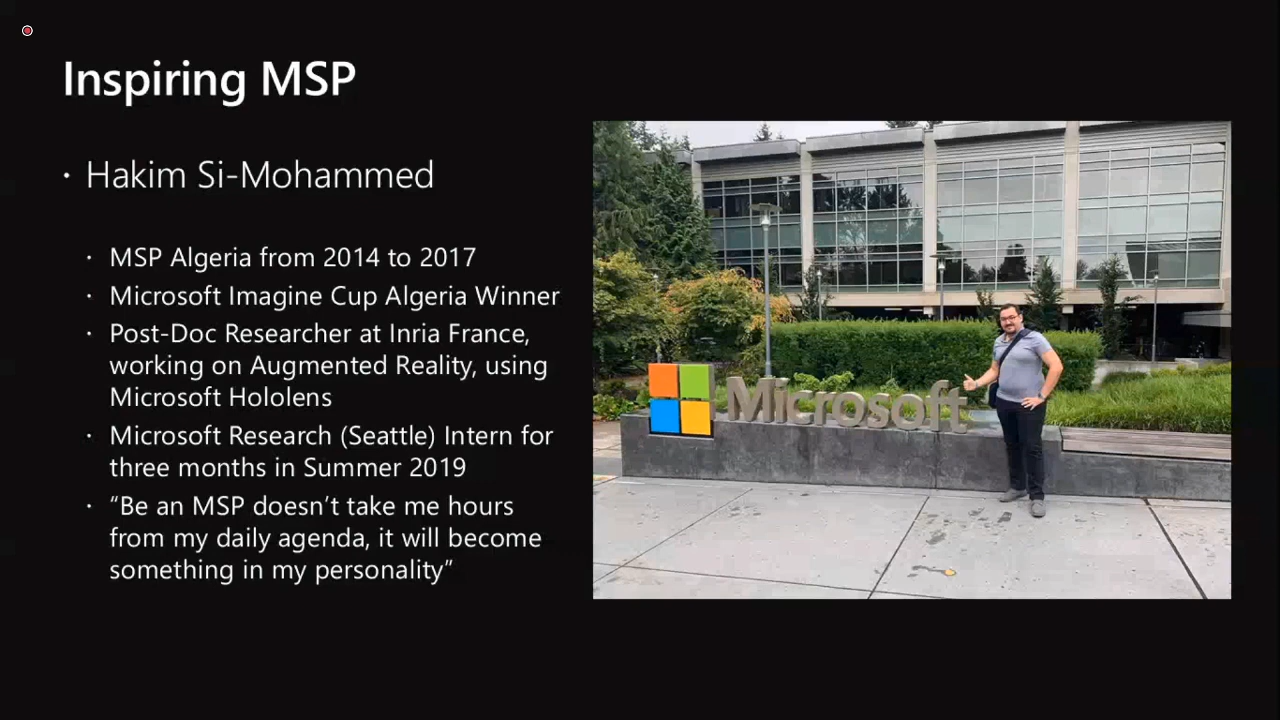 Inspiring MSP
• Hakim Si-Mohammed
• MSP Algeria from 2014 to 2017
• Microsoft Imagine Cup Algeria Winner
• Post-Doc Researcher at Inria France,
working on Augmented Reality, using
Microsoft Hololens
• Microsoft Research (Seattle) Intern for
three months in Summer 2019
• “Be an MSP doesn’t take me hours
from my daily agenda, it will become
something in my personality”
Microsoft